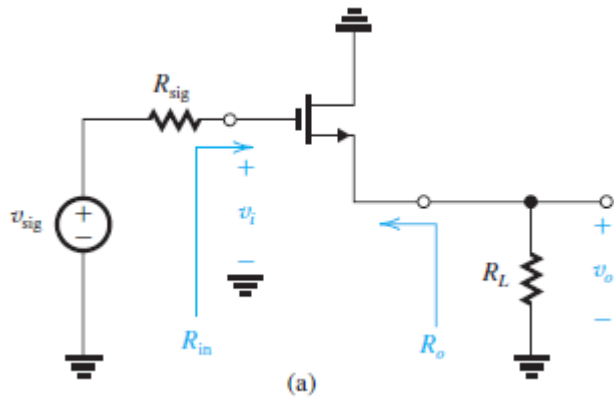 R_sig
v_sig
+
−
+
v_i
−
R_in
R_o
R_L
+
v_o
−
(a)